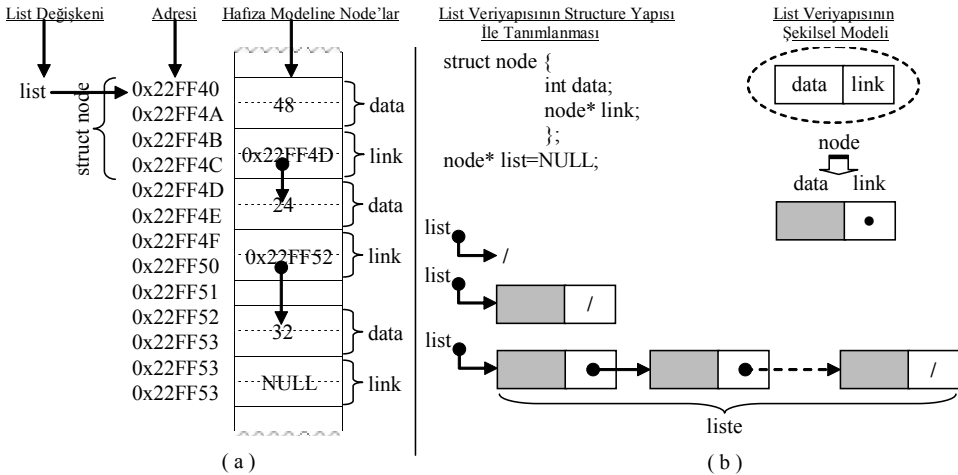 List Değişkeni
Adresi
Hafıza Modeline Node'lar
list
struct node
0x22FF40
0x22FF4A
0x22FF4B
0x22FF4C
0x22FF4D
0x22FF4E
0x22FF4F
0x22FF50
0x22FF51
0x22FF52
0x22FF53
0x22FF53
0x22FF53
48
0x22FF4D
24
0x22FF52
32
NULL
data
link
data
link
data
link
( a )
List Veriyapısının Structure Yapısı
İle Tanımlanması
struct node {
int data;
node* link;
};
node* list=NULL;
List Veriyapısının
Şekilsel Modeli
data link
node
data link
list
/
list
/
list
/
liste
( b )